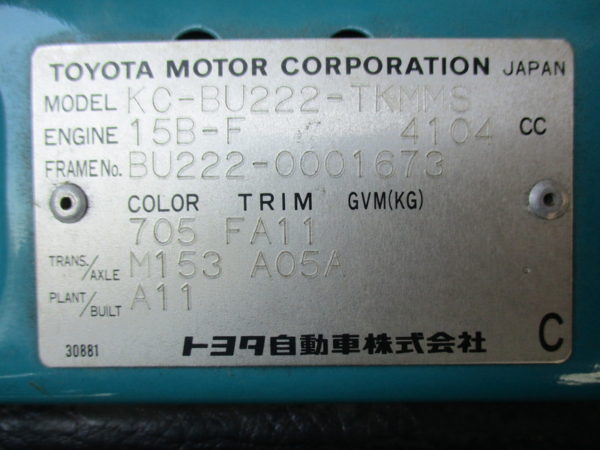 TOYOTA MOTOR CORPORATION JAPAN
MODEL KC-BU222-TKMMS
ENGINE 15B-F 4104 CC
FRAME No. BU222-0001673
COLOR TRIM GVM(KG)
705 FA11
TRANS./AXLE M153 A05A
PLANT/BUILT A11
30881 トヨタ自動車株式会社 C